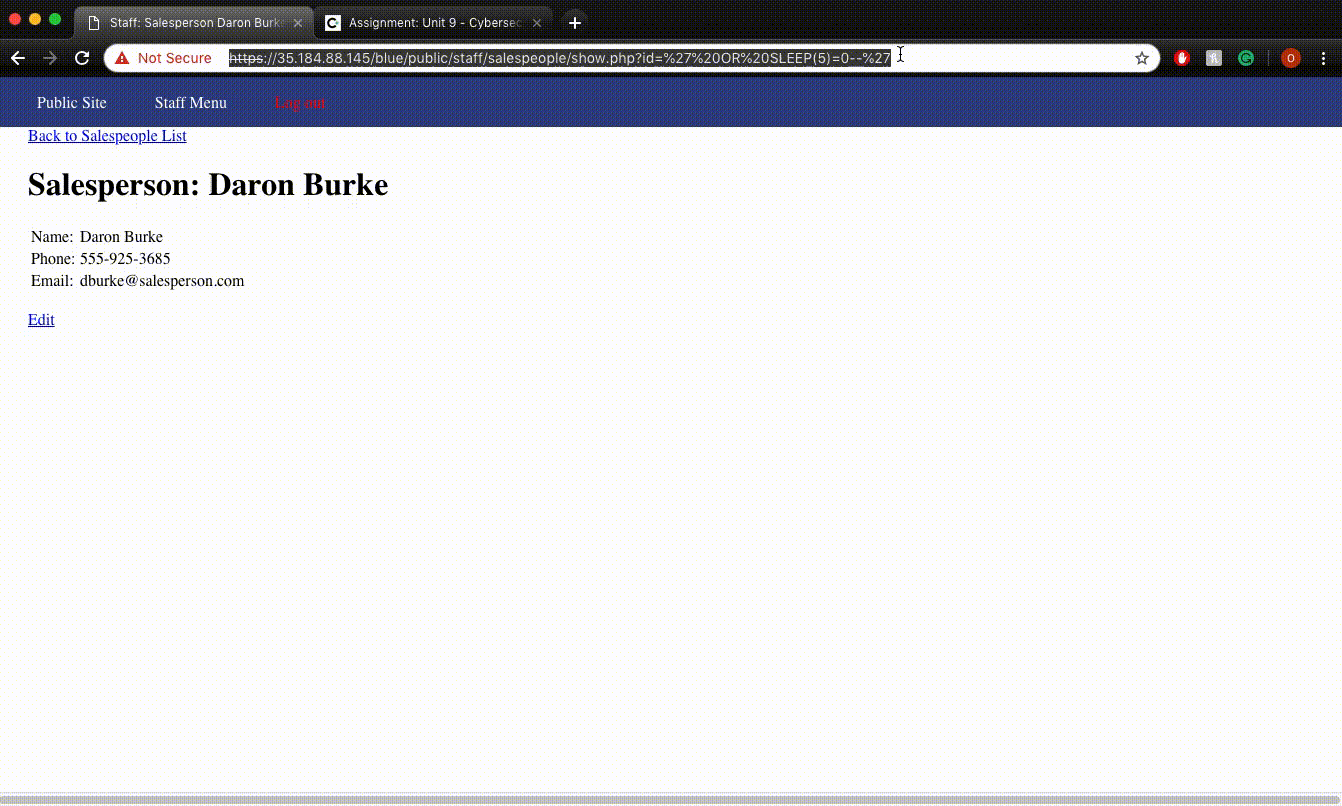 Staff: Salesperson Daron Burk
Assignment: Unit 9 - Cybersec
Not Secure
https://35.184.88.145/blue/public/staff/salespeople/show.php?id=%27%20OR%20SLEEP(5)=0--%27
O
Public Site
Staff Menu
Log out
Back to Salespeople List
Salesperson: Daron Burke
Name: Daron Burke
Phone: 555-925-3685
Email: dburke@salesperson.com
Edit